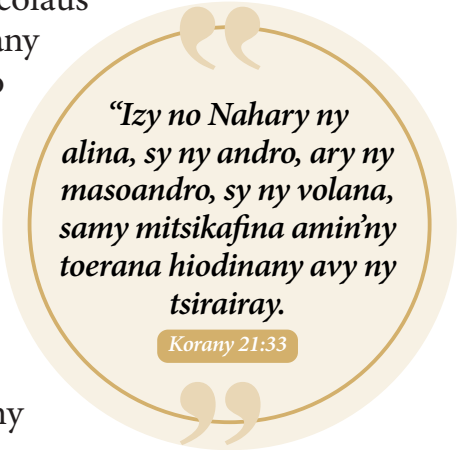 colaus
any
“Izy no Nahary ny
alina, sy ny andro, ary ny
masoandro, sy ny volana,
samy mitsikafina amin’ny
toerana hiodinany avy ny
tsirairay.
Korany 21:33
ny